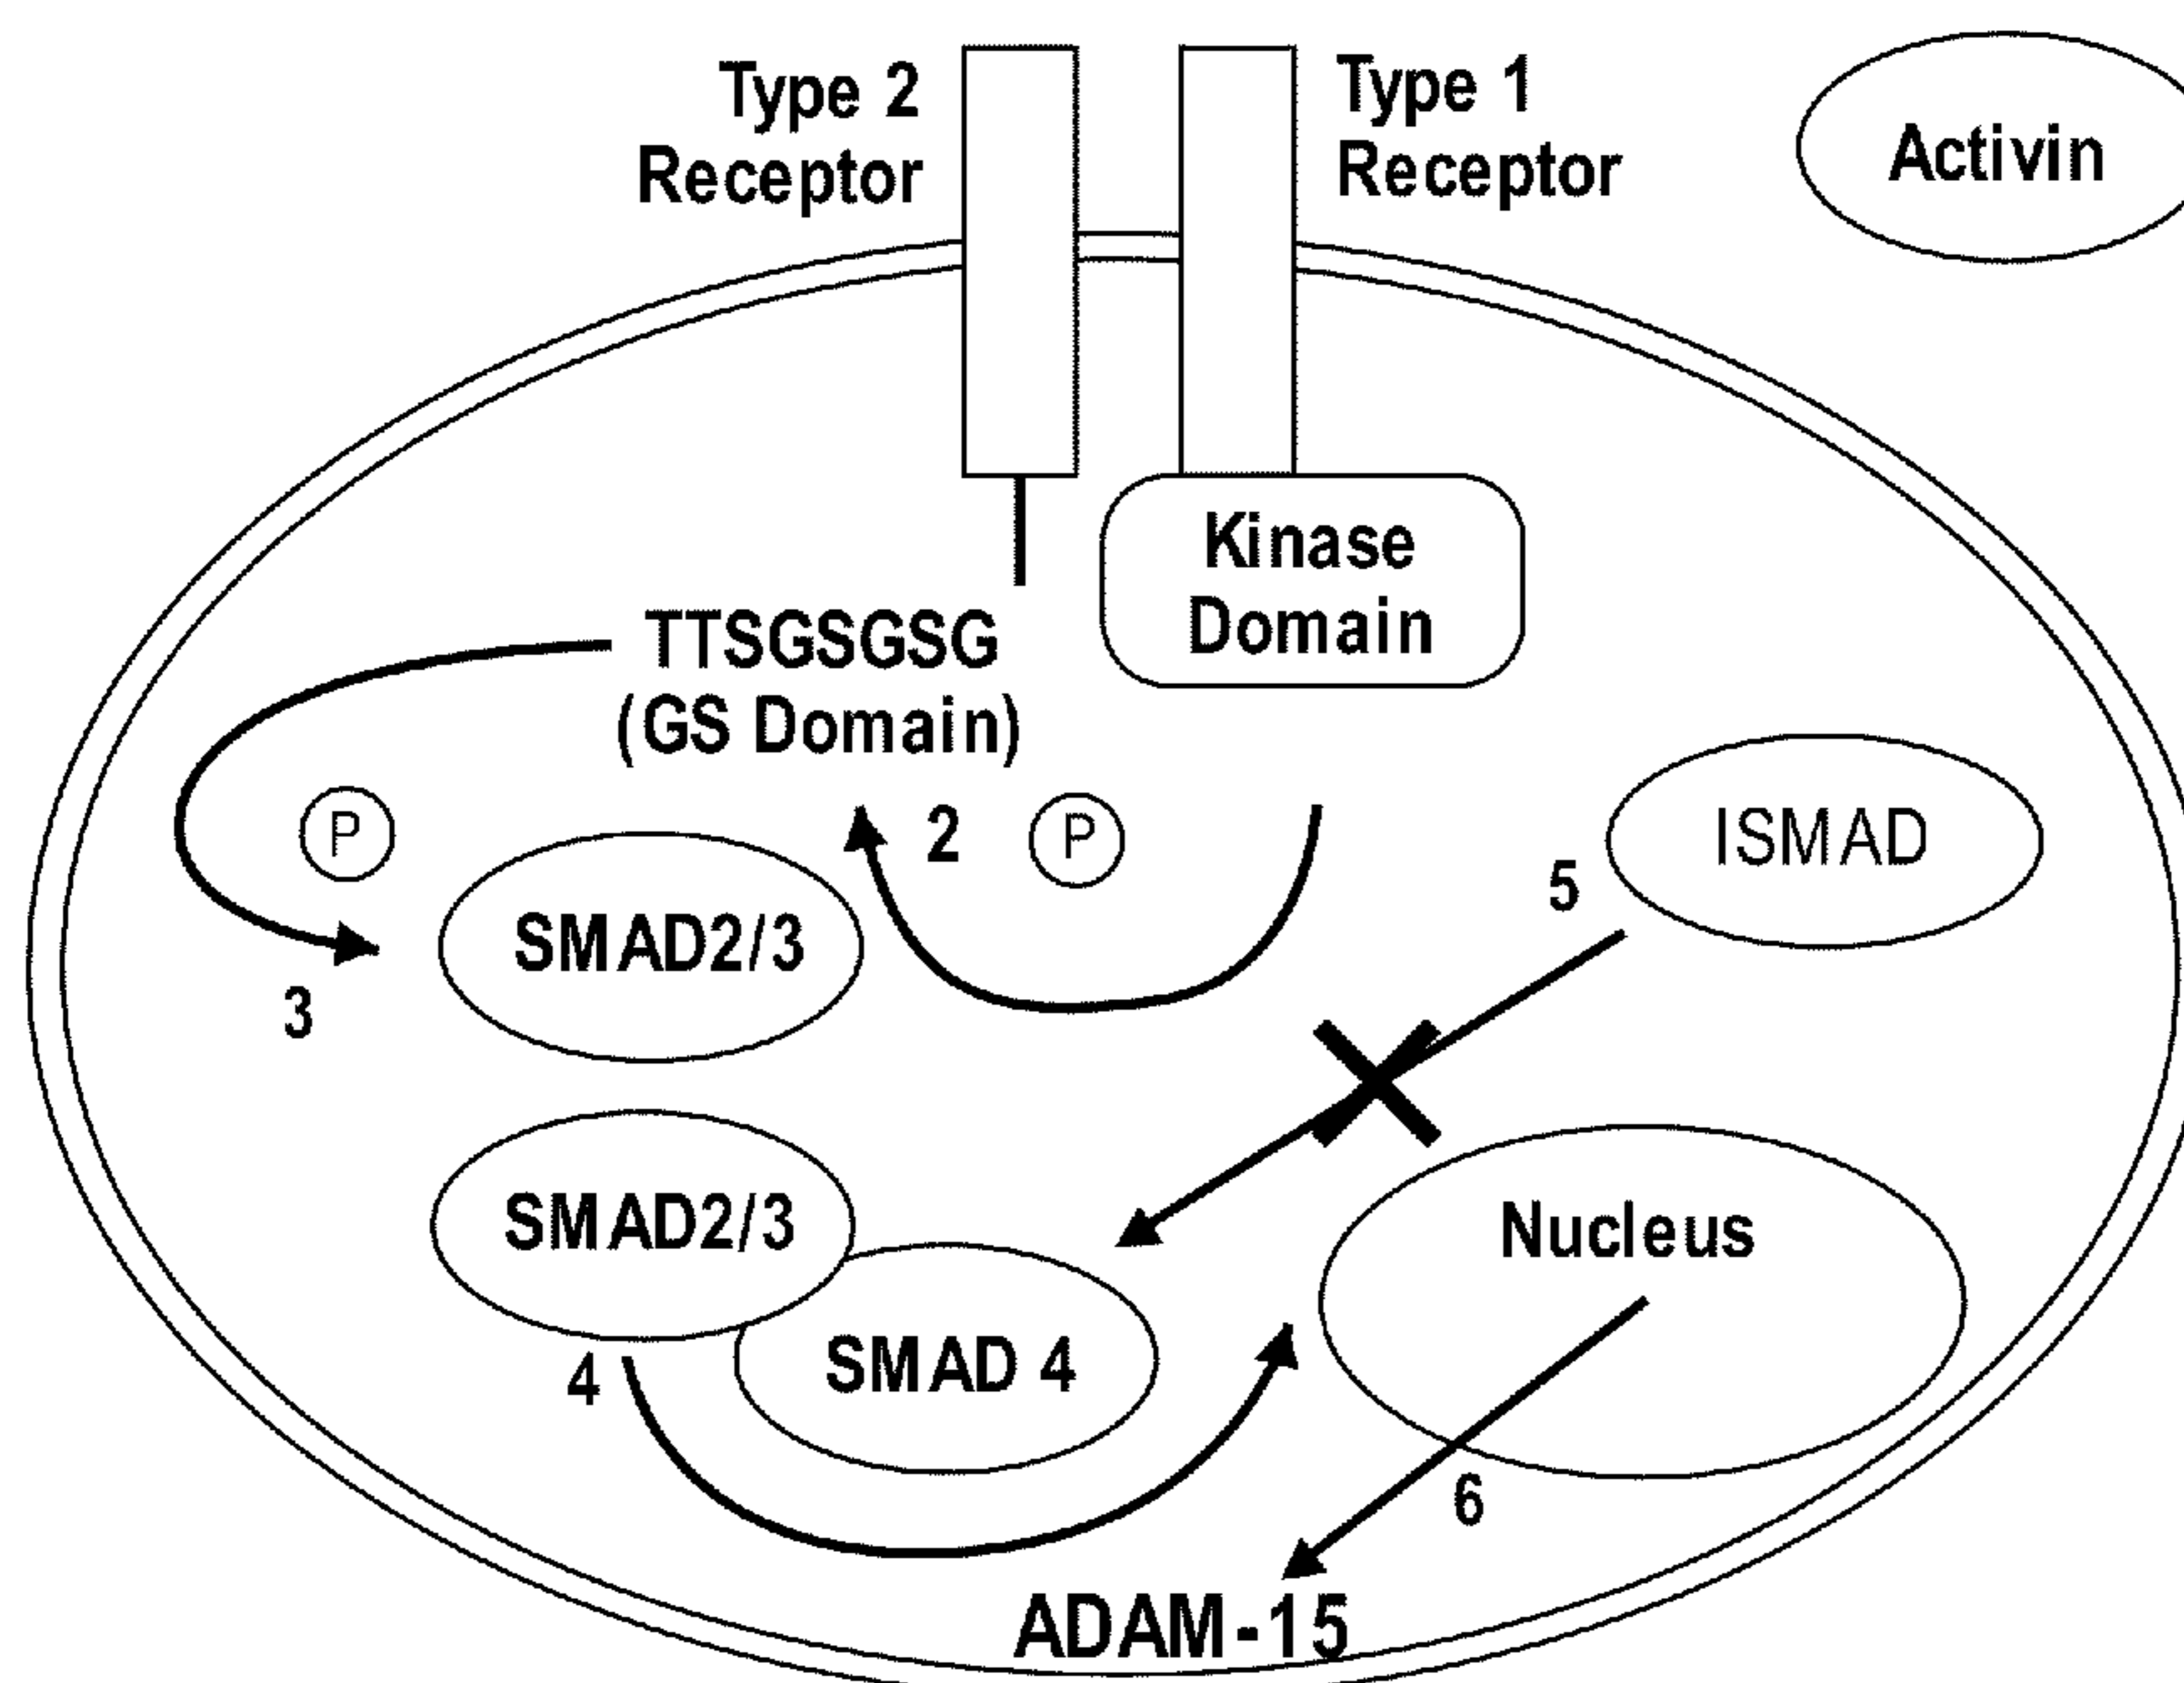 Type 2
Receptor
Type 1
Receptor
Activin
Kinase
Domain
TTSGSGSG
(GS Domain)
P
2
P
ISMAD
5
SMAD2/3
3
SMAD2/3
Nucleus
SMAD 4
4
6
ADAM-15